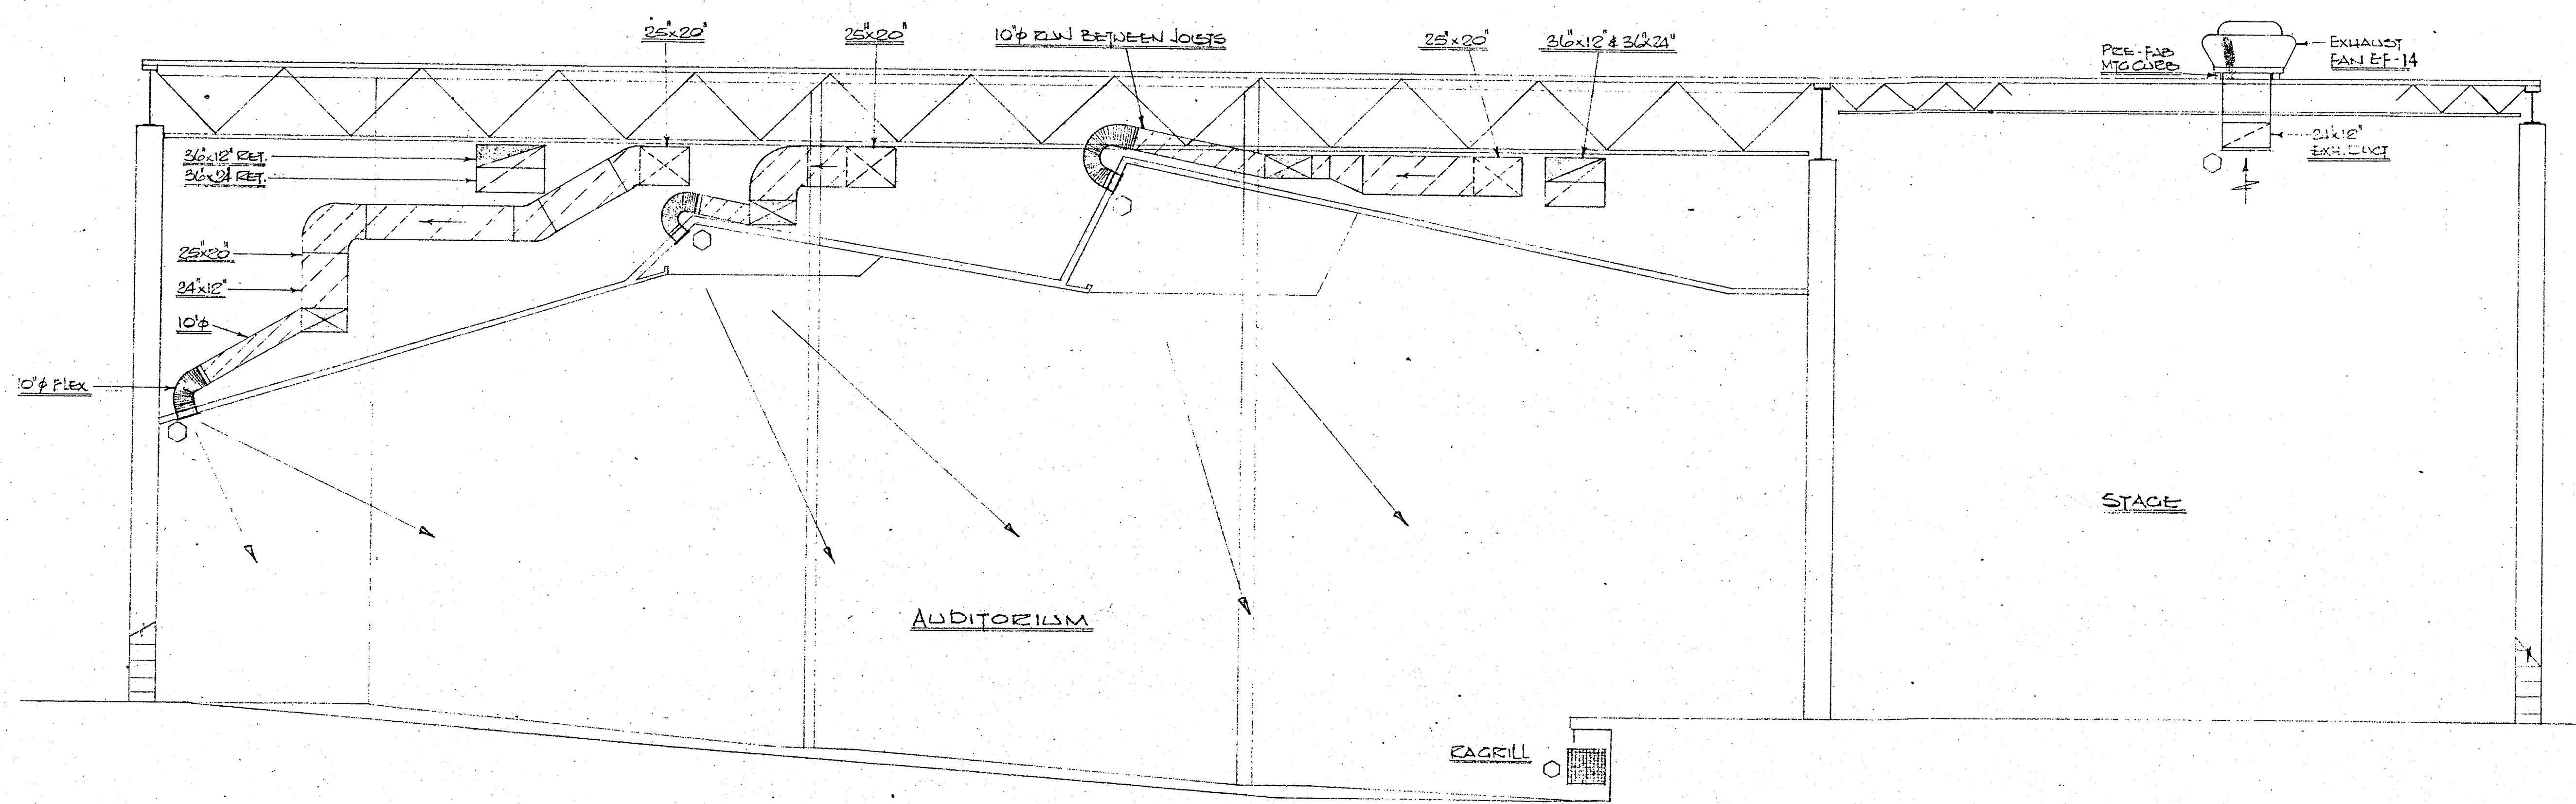 25"x20"
25"x20"
10"ϕ RUN BETWEEN JOISTS
25"x20"
36"x12" & 36"x24"
PRE-FAB
MTG CURB
EXHAUST
FAN EF-14
36"x12" RET.
36"x24" RET.
24"x12"
EXH. DUCT
25"x20"
24"x12"
10"ϕ
10"ϕ FLEX
STAGE
AUDITORIUM
RAGRILL